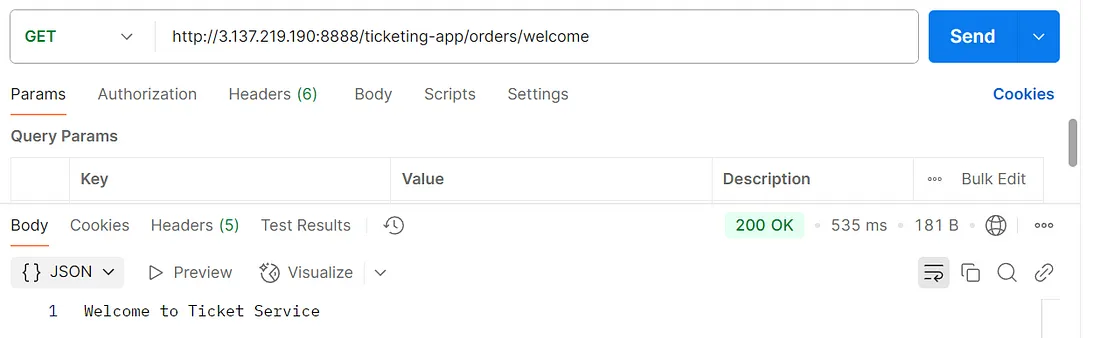 GET http://3.137.219.190:8888/ticketing-app/orders/welcome Send
Params Authorization Headers (6) Body Scripts Settings Cookies
Query Params
Key Value Description Bulk Edit
Body Cookies Headers (5) Test Results 200 OK 535 ms 181 B
{} JSON Preview Visualize
1 Welcome to Ticket Service